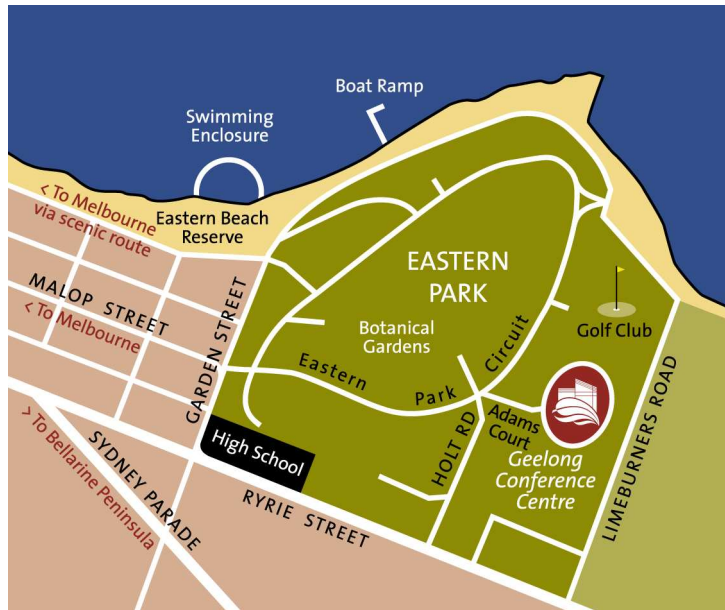 Boat Ramp
Swimming
Enclosure
< To Melbourne
via scenic route
Eastern Beach
Reserve
EASTERN
PARK
MALOP STREET
< To Melbourne
GARDEN STREET
Botanical
Gardens
Golf Club
Eastern Park Circuit
Adams
Court
HOLT RD
Geelong
Conference
Centre
LIMEBURNERS ROAD
High School
RYRIE STREET
SYDNEY PARADE
> To Bellarine Peninsula